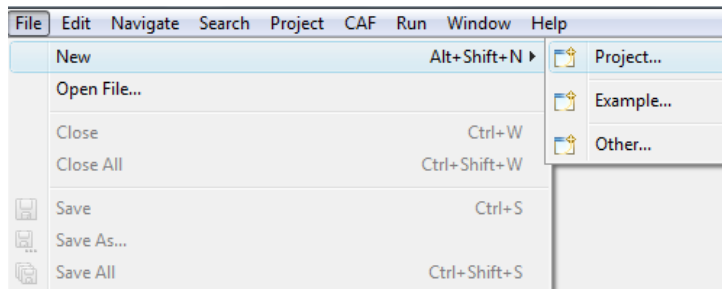 File Edit Navigate Search Project CAF Run Window Help
New Alt+Shift+N Project...
Open File...
Example...
Close Ctrl+W
Other...
Close All Ctrl+Shift+W
Save Ctrl+S
Save As...
Save All Ctrl+Shift+S